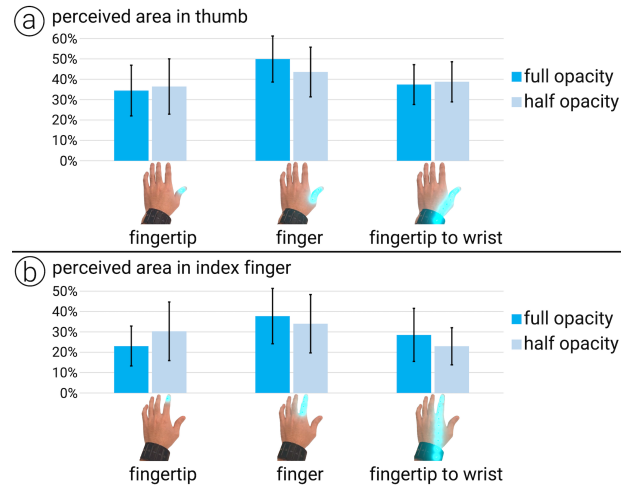 a perceived area in thumb
60%
50%
40%
30%
20%
10%
0%
full opacity
half opacity
fingertip finger fingertip to wrist
b perceived area in index finger
50%
40%
30%
20%
10%
0%
full opacity
half opacity
fingertip finger fingertip to wrist